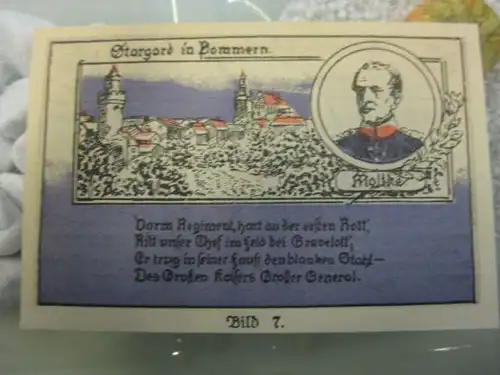 Stargard in Pommern.
Moltke
Vorm Regiment, hart an der ersten Rott',
Ritt unser Chef im Feld bei Gravelott',
Er trug in seiner Faust den blanken Stahl—
Des Großen Kaisers Großer General.
Bild 7.